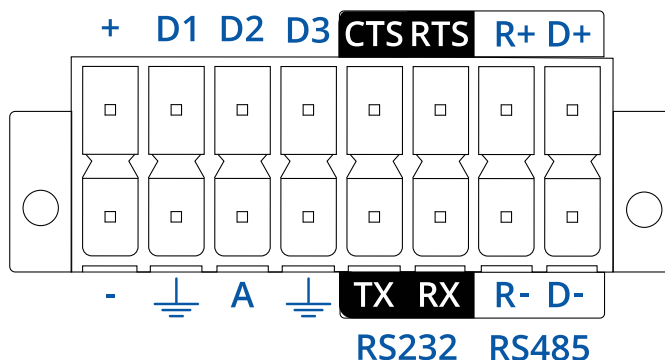 + D1 D2 D3 CTS RTS R+ D+
- A TX RX R- D-
RS232 RS485